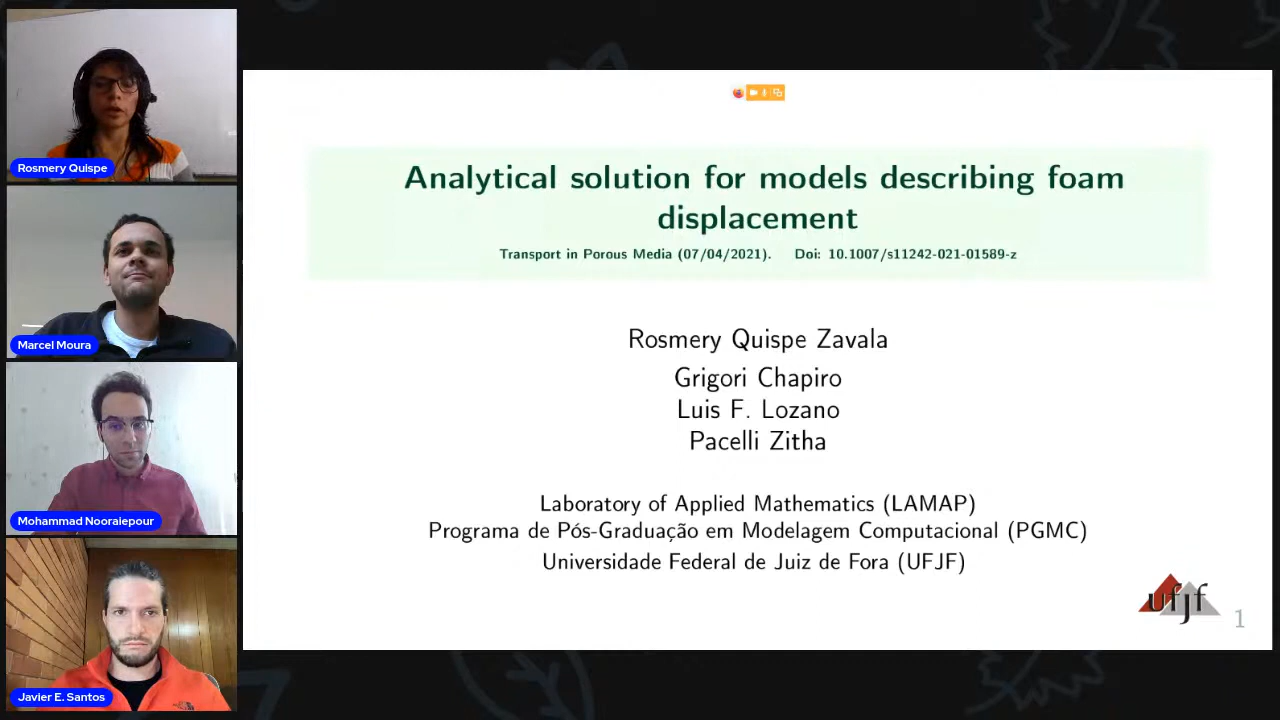 Rosmery Quispe
Marcel Moura
Mohammad Nooraiepour
Javier E. Santos
Analytical solution for models describing foam
displacement
Transport in Porous Media (07/04/2021). Doi: 10.1007/s11242-021-01589-z
Rosmery Quispe Zavala
Grigori Chapiro
Luis F. Lozano
Pacelli Zitha
Laboratory of Applied Mathematics (LAMAP)
Programa de Pós-Graduação em Modelagem Computacional (PGMC)
Universidade Federal de Juiz de Fora (UFJF)
ufjf
1